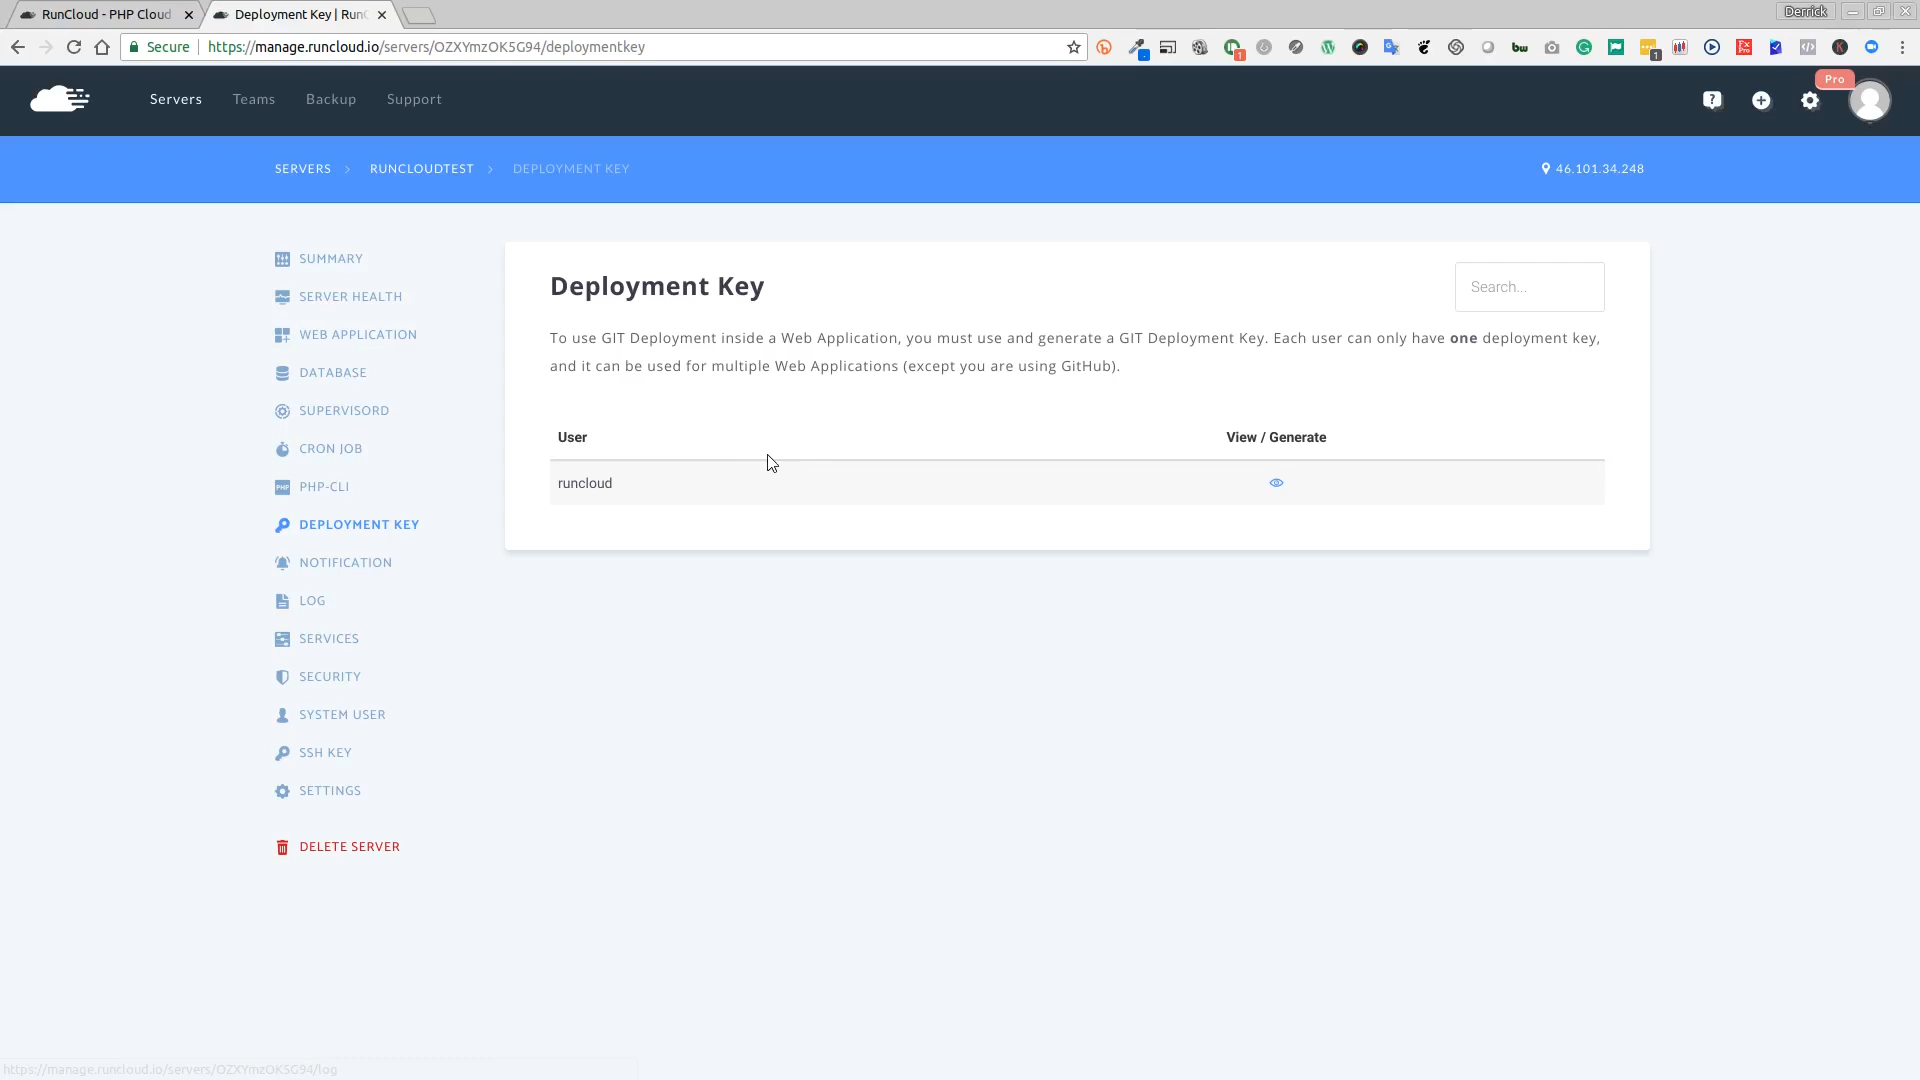 RunCloud - PHP Cloud
Deployment Key | RunC
Derrick
Secure
https://manage.runcloud.io/servers/OZXYmzOK5G94/deploymentkey
Servers
Teams
Backup
Support
Pro
SERVERS
RUNCLOUDTEST
DEPLOYMENT KEY
46.101.34.248
SUMMARY
SERVER HEALTH
WEB APPLICATION
DATABASE
SUPERVISORD
CRON JOB
PHP
PHP-CLI
DEPLOYMENT KEY
NOTIFICATION
LOG
SERVICES
SECURITY
SYSTEM USER
SSH KEY
SETTINGS
DELETE SERVER
Deployment Key
Search...
To use GIT Deployment inside a Web Application, you must use and generate a GIT Deployment Key. Each user can only have one deployment key,
and it can be used for multiple Web Applications (except you are using GitHub).
User
View / Generate
runcloud
https://manage.runcloud.io/servers/OZXYmzOK5G94/log